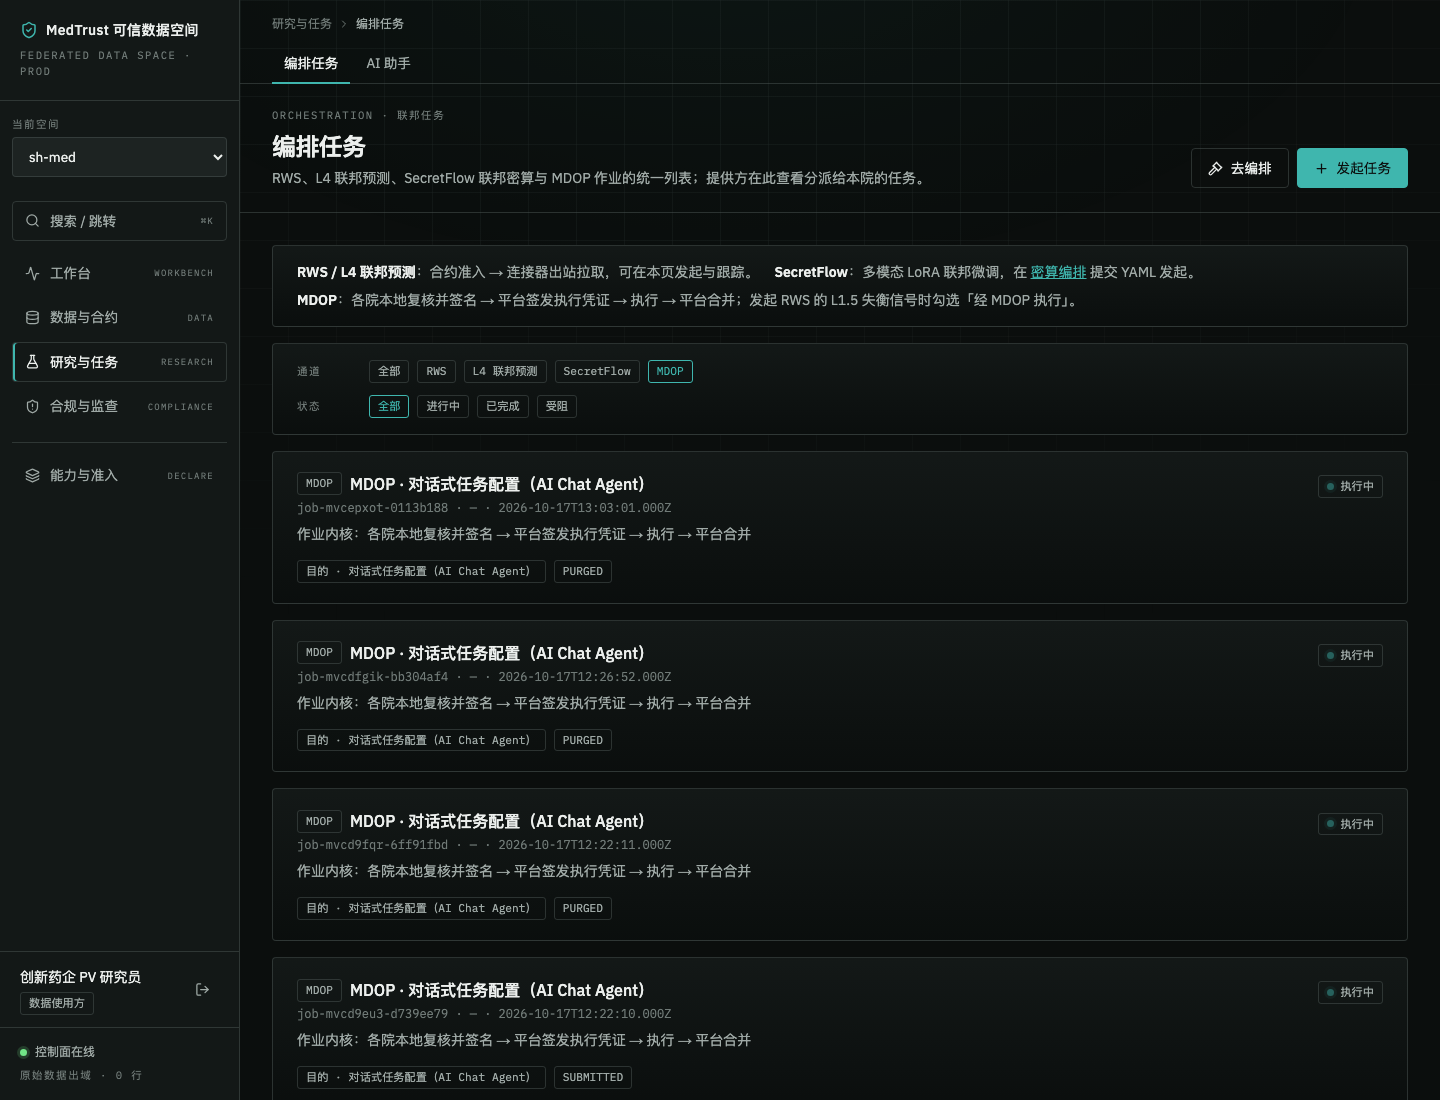 MedTrust 可信数据空间
FEDERATED DATA SPACE ·
PROD
当前空间
sh-med
搜索 / 跳转 ⌘K
工作台 WORKBENCH
数据与合约 DATA
研究与任务 RESEARCH
合规与监查 COMPLIANCE
能力与准入 DECLARE
创新药企 PV 研究员
数据使用方
控制面在线
原始数据出域 · 0 行
研究与任务 › 编排任务
编排任务 AI 助手
ORCHESTRATION · 联邦任务
编排任务
RWS、L4 联邦预测、SecretFlow 联邦密算与 MDOP 作业的统一列表；提供方在此查看分派给本院的任务。
去编排
+ 发起任务
RWS / L4 联邦预测：合约准入 → 连接器出站拉取，可在本页发起与跟踪。 SecretFlow：多模态 LoRA 联邦微调，在 密算编排 提交 YAML 发起。
MDOP：各院本地复核并签名 → 平台签发执行凭证 → 执行 → 平台合并；发起 RWS 的 L1.5 失衡信号时勾选「经 MDOP 执行」。
通道 全部 RWS L4 联邦预测 SecretFlow MDOP
状态 全部 进行中 已完成 受阻
MDOP MDOP · 对话式任务配置（AI Chat Agent） 执行中
job-mvcepxot-0113b188 · — · 2026-10-17T13:03:01.000Z
作业内核：各院本地复核并签名 → 平台签发执行凭证 → 执行 → 平台合并
目的 · 对话式任务配置（AI Chat Agent） PURGED
MDOP MDOP · 对话式任务配置（AI Chat Agent） 执行中
job-mvcdfgik-bb304af4 · — · 2026-10-17T12:26:52.000Z
作业内核：各院本地复核并签名 → 平台签发执行凭证 → 执行 → 平台合并
目的 · 对话式任务配置（AI Chat Agent） PURGED
MDOP MDOP · 对话式任务配置（AI Chat Agent） 执行中
job-mvcd9fqr-6ff91fbd · — · 2026-10-17T12:22:11.000Z
作业内核：各院本地复核并签名 → 平台签发执行凭证 → 执行 → 平台合并
目的 · 对话式任务配置（AI Chat Agent） PURGED
MDOP MDOP · 对话式任务配置（AI Chat Agent） 执行中
job-mvcd9eu3-d739ee79 · — · 2026-10-17T12:22:10.000Z
作业内核：各院本地复核并签名 → 平台签发执行凭证 → 执行 → 平台合并
目的 · 对话式任务配置（AI Chat Agent） SUBMITTED